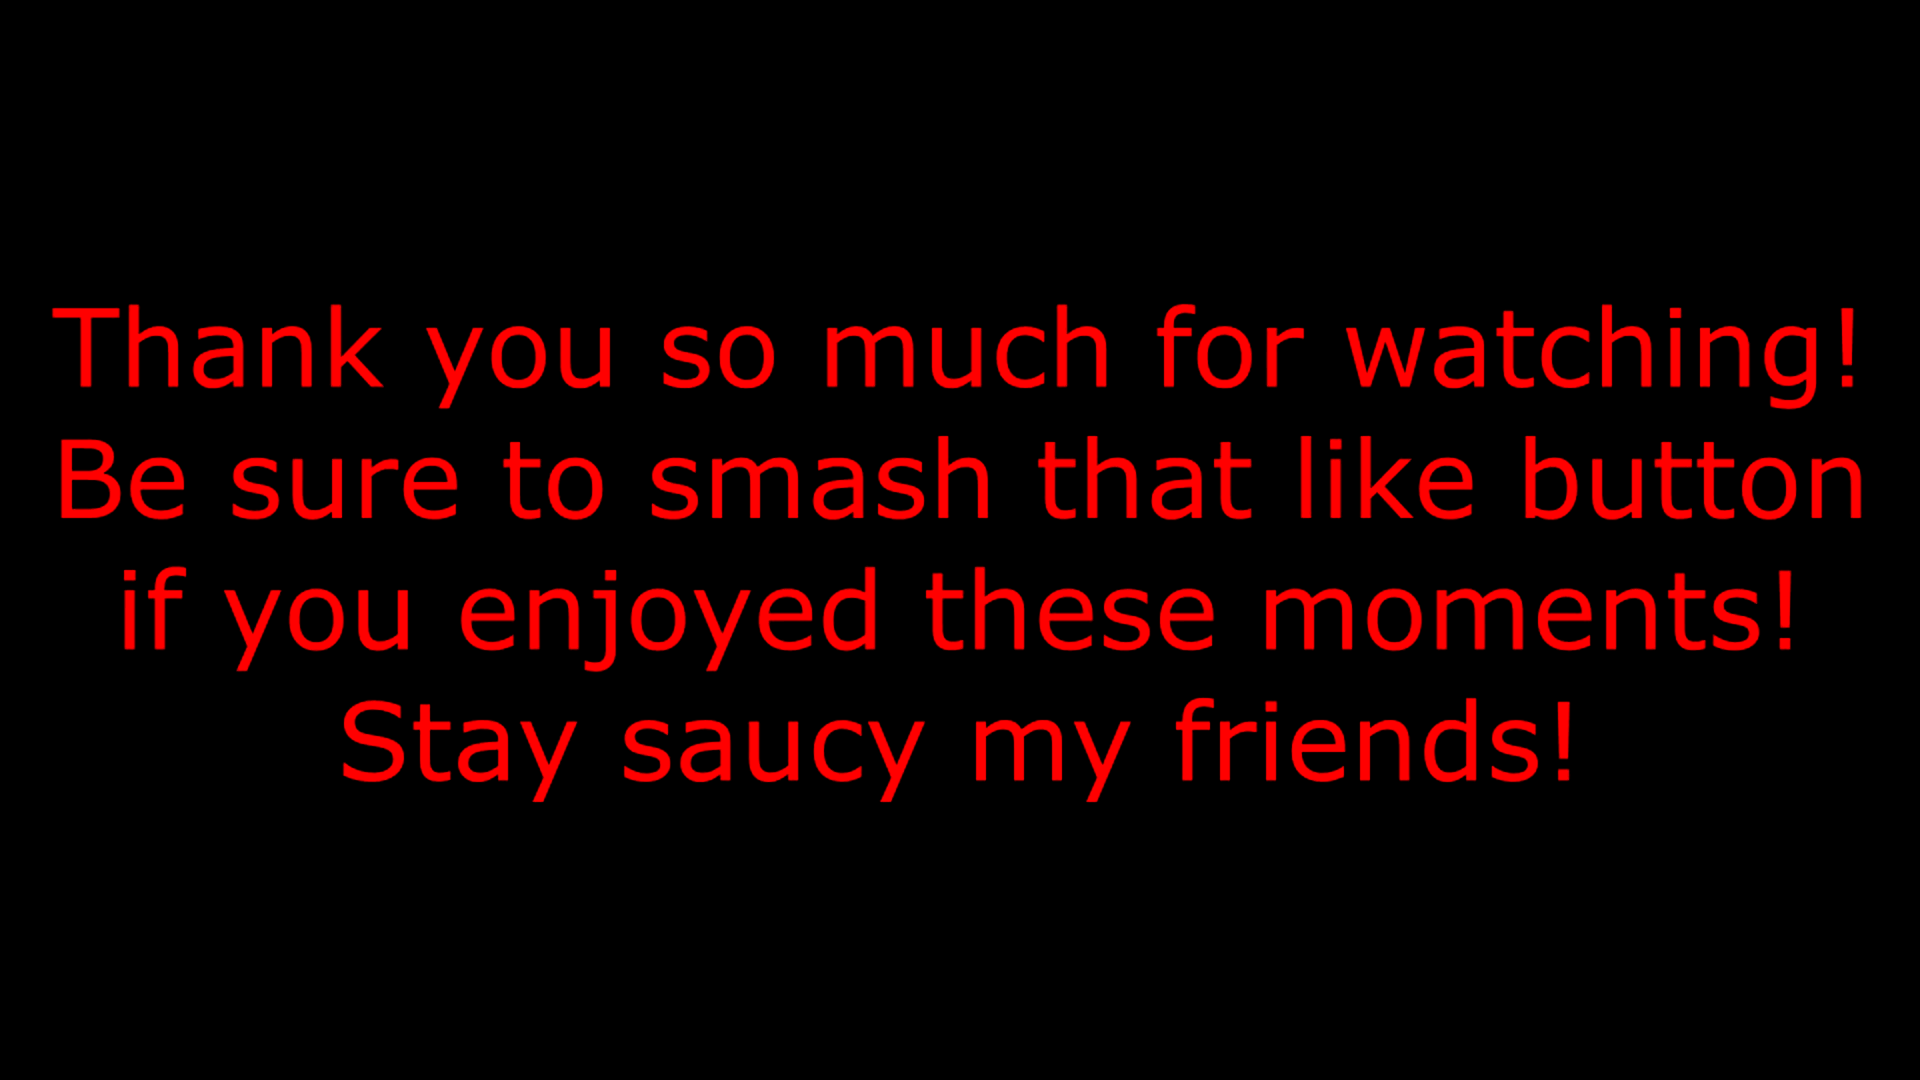 Thank you so much for watching!
Be sure to smash that like button
if you enjoyed these moments!
Stay saucy my friends!